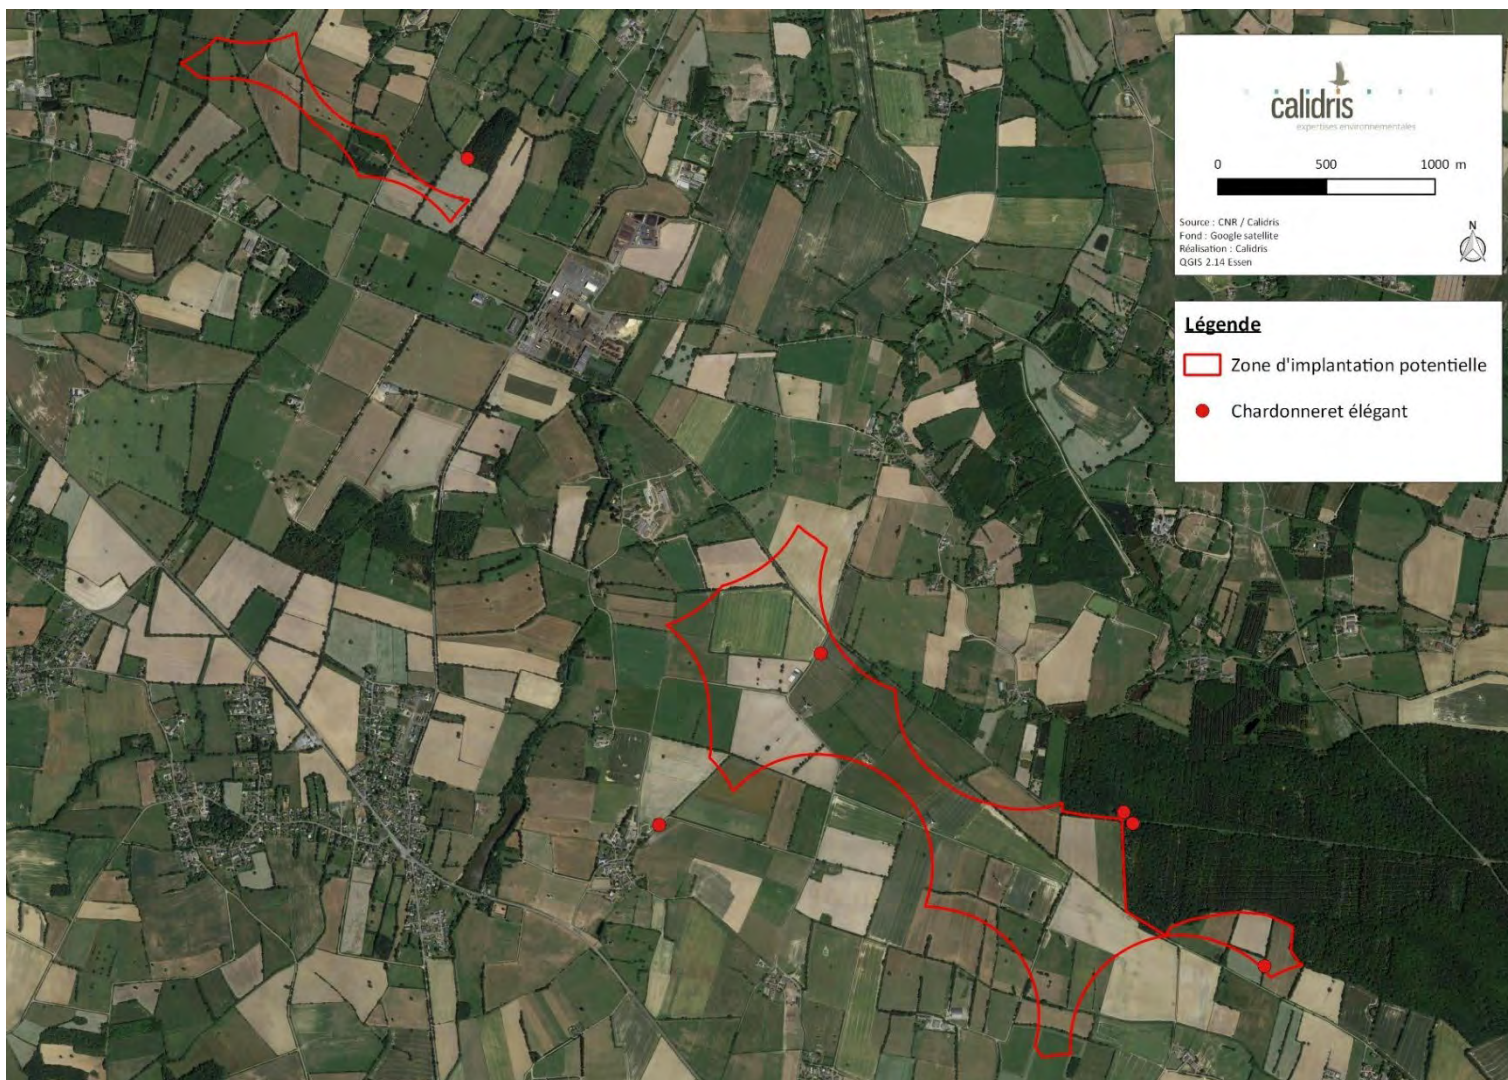 calidris
expertises environnementales
0 500 1000 m
Source : CNR / Calidris
Fond : Google satellite
Réalisation : Calidris
QGIS 2.14 Essen
N
Légende
Zone d'implantation potentielle
Chardonneret élégant